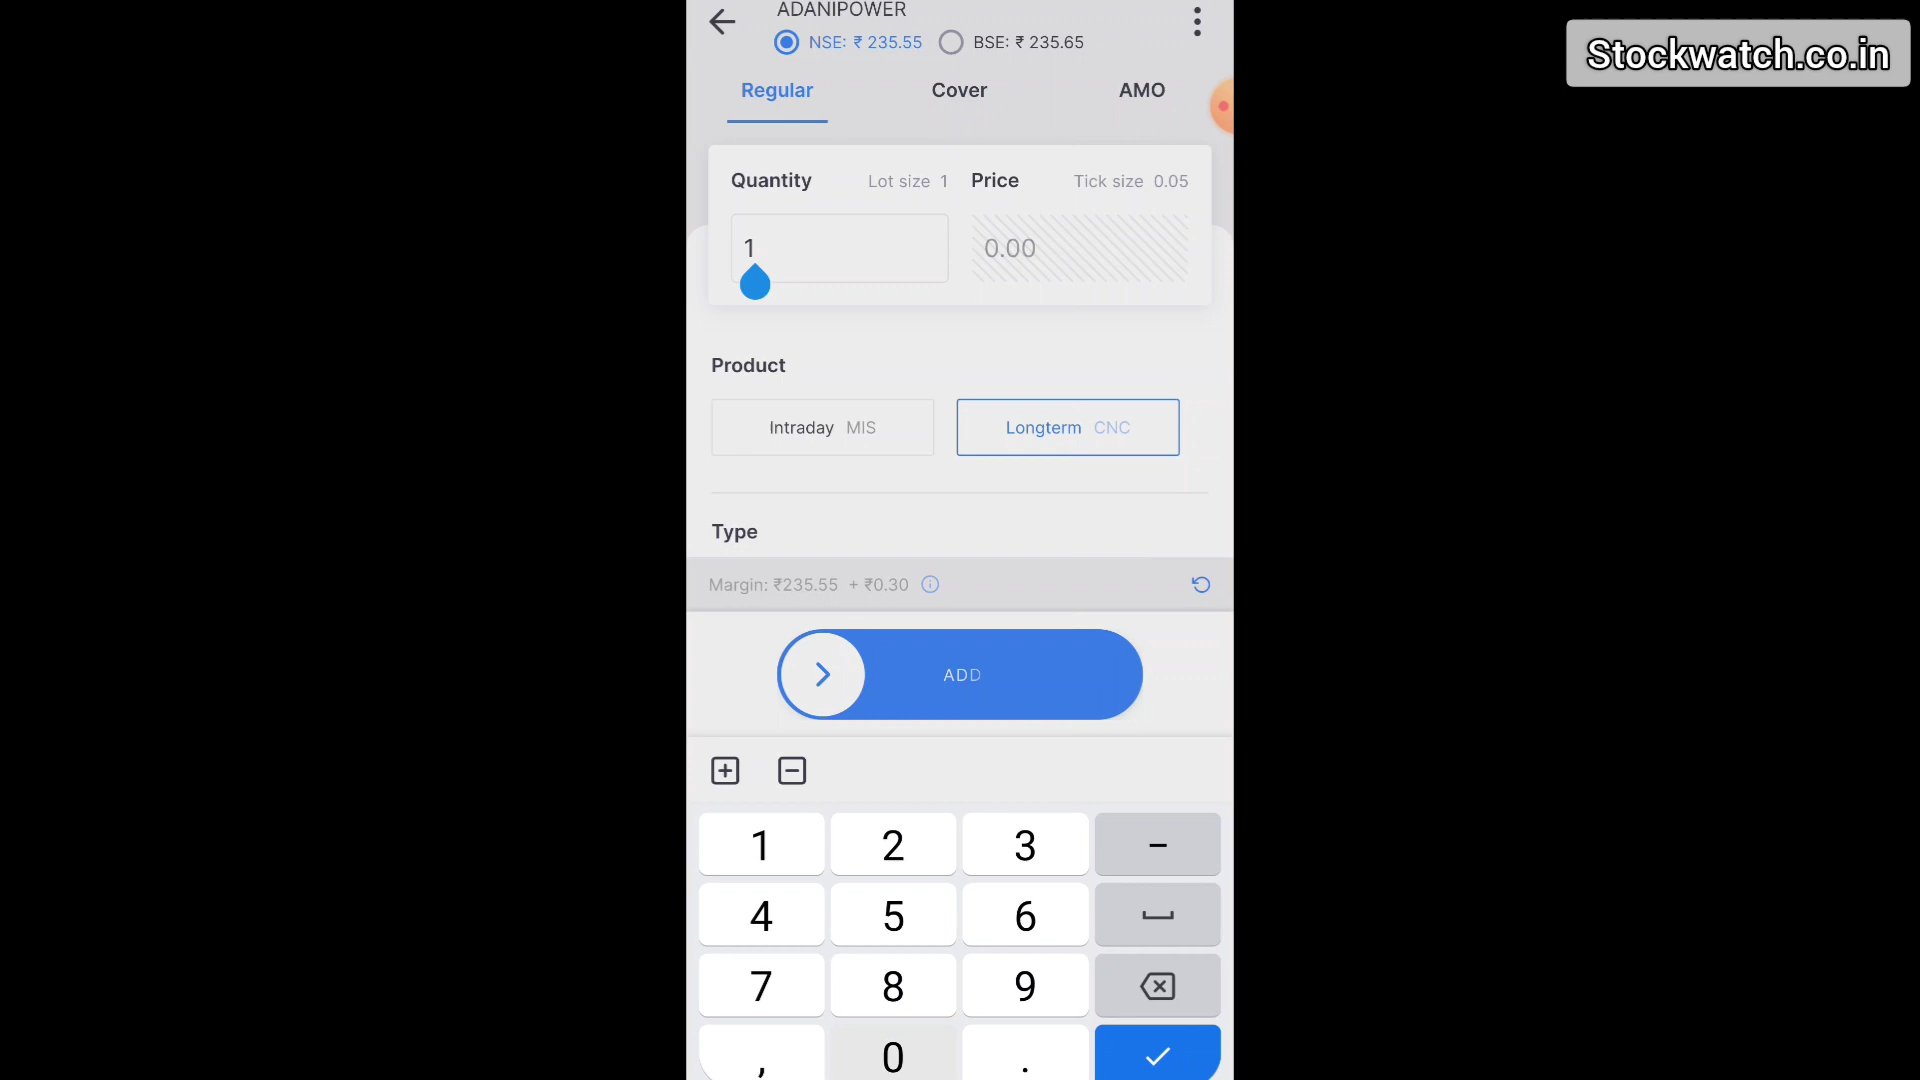 ADANIPOWER
NSE: ₹ 235.55 BSE: ₹ 235.65
Stockwatch.co.in
Regular Cover AMO
Quantity Lot size 1 Price Tick size 0.05
1 0.00
Product
Intraday MIS Longterm CNC
Type
Margin: ₹235.55 + ₹0.30
ADD
1 2 3 –
4 5 6
7 8 9
, 0 .